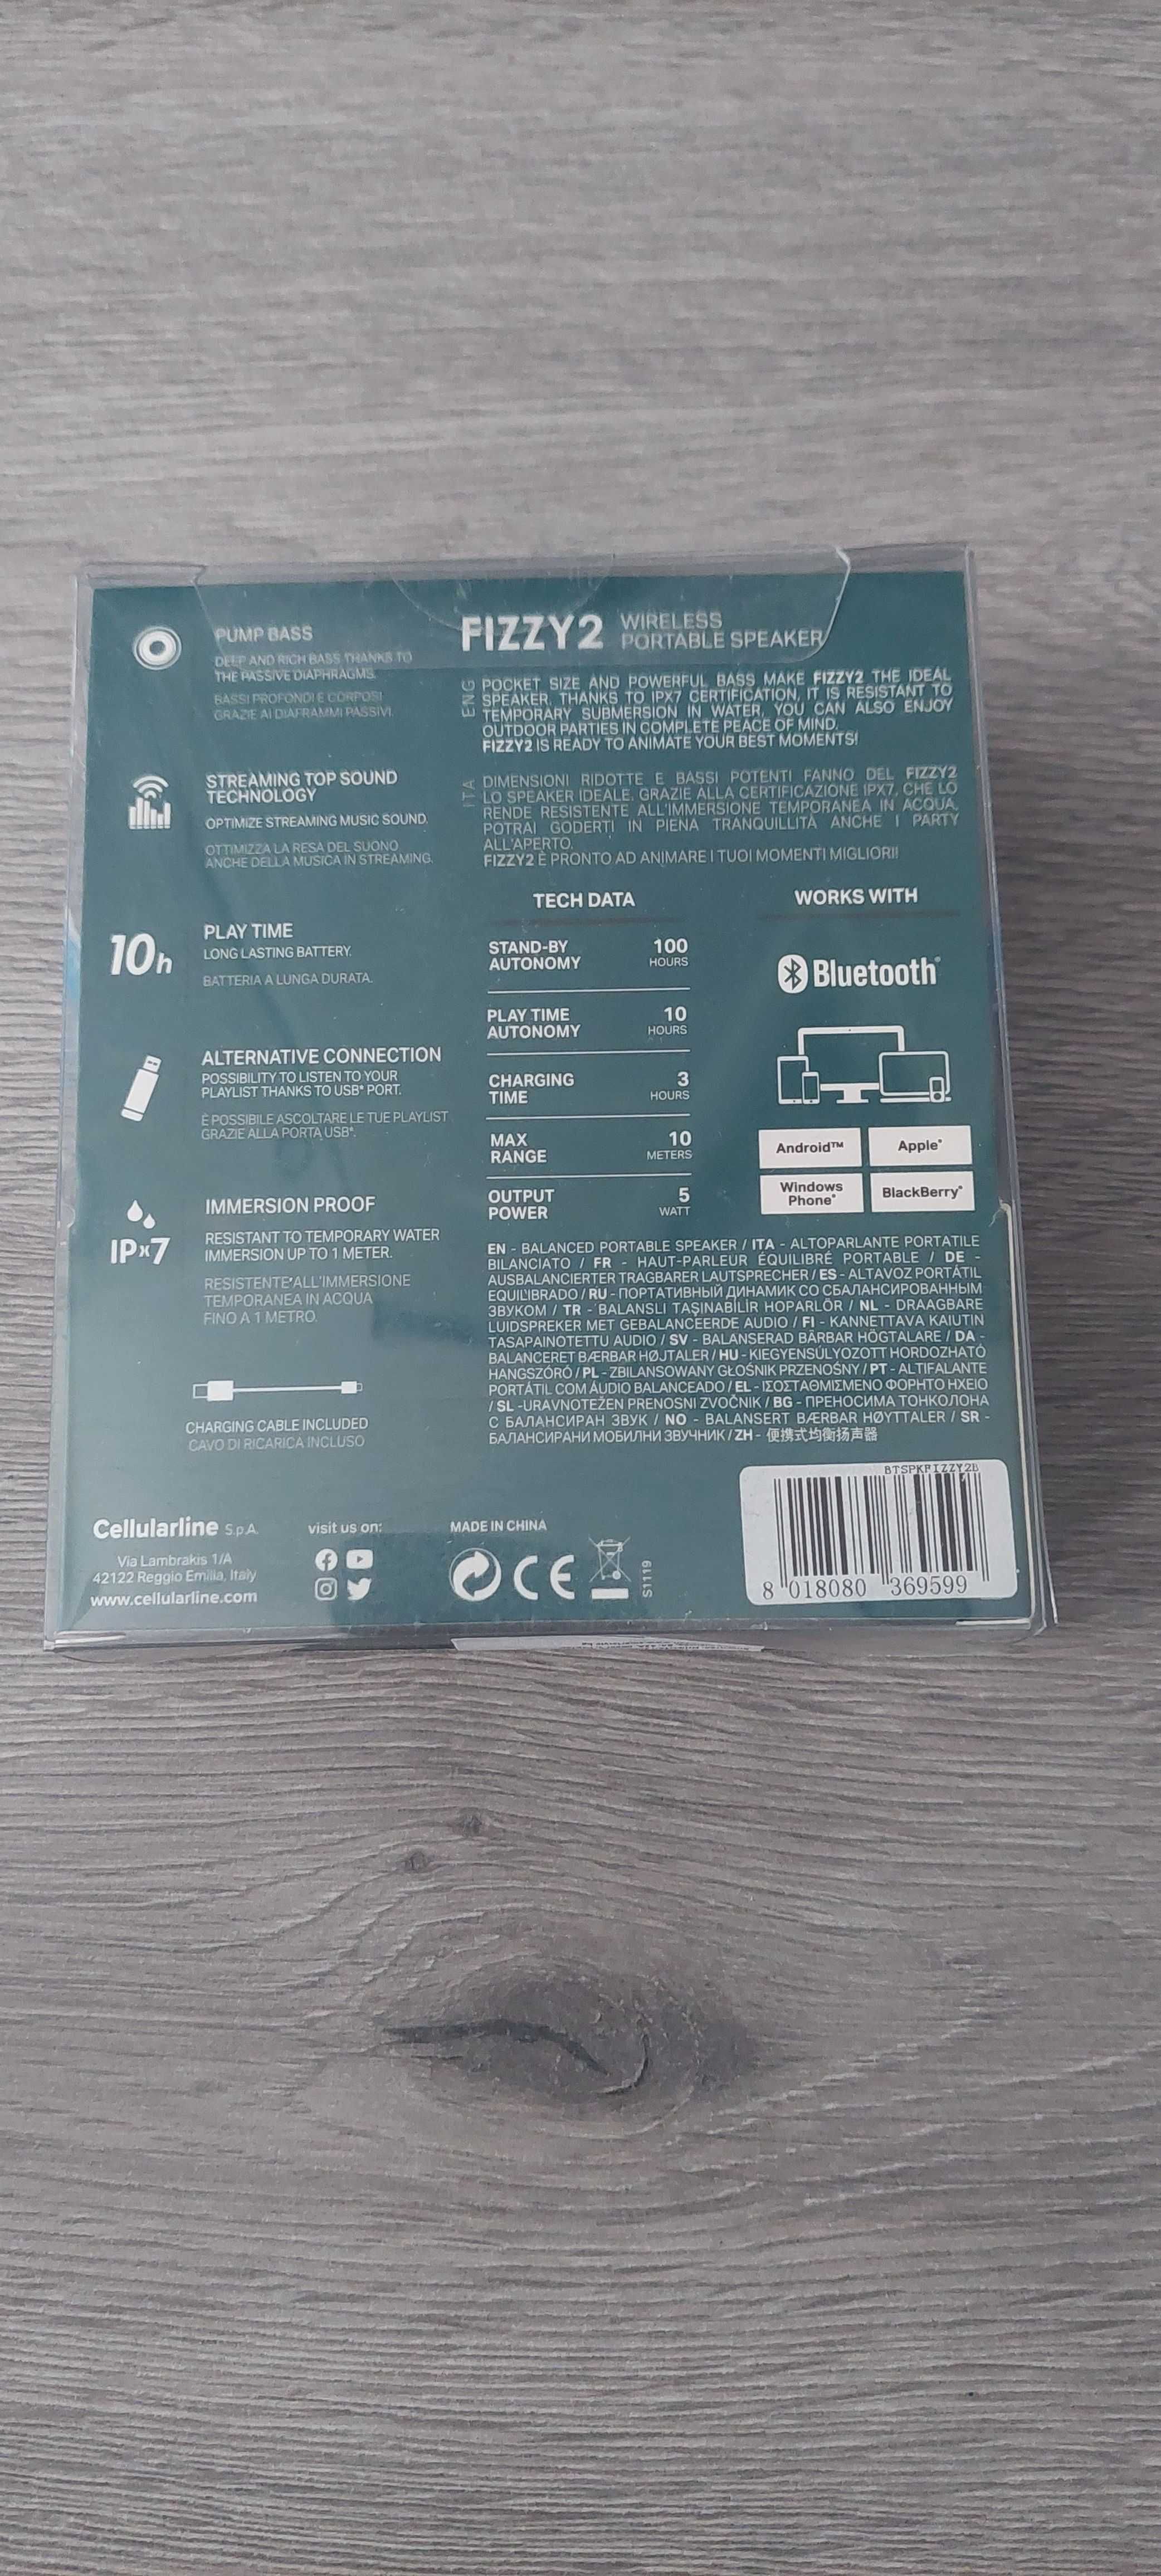 PUMP BASS
DEEP AND RICH BASS THANKS TO
THE PASSIVE DIAPHRAGMS.
BASSI PROFONDI E CORPOSI
GRAZIE AI DIAFRAMMI PASSIVI.
STREAMING TOP SOUND
TECHNOLOGY
OPTIMIZE STREAMING MUSIC SOUND.
OTTIMIZZA LA RESA DEL SUONO
ANCHE DELLA MUSICA IN STREAMING.
10h
PLAY TIME
LONG LASTING BATTERY.
BATTERIA A LUNGA DURATA.
ALTERNATIVE CONNECTION
POSSIBILITY TO LISTEN TO YOUR
PLAYLIST THANKS TO USB* PORT.
È POSSIBILE ASCOLTARE LE TUE PLAYLIST
GRAZIE ALLA PORTA USB*.
IPx7
IMMERSION PROOF
RESISTANT TO TEMPORARY WATER
IMMERSION UP TO 1 METER.
RESISTENTE ALL'IMMERSIONE
TEMPORANEA IN ACQUA
FINO A 1 METRO.
CHARGING CABLE INCLUDED
CAVO DI RICARICA INCLUSO
FIZZY2 WIRELESS
PORTABLE SPEAKER
ENG
POCKET SIZE AND POWERFUL BASS MAKE FIZZY2 THE IDEAL
SPEAKER. THANKS TO IPX7 CERTIFICATION, IT IS RESISTANT TO
TEMPORARY SUBMERSION IN WATER. YOU CAN ALSO ENJOY
OUTDOOR PARTIES IN COMPLETE PEACE OF MIND.
FIZZY2 IS READY TO ANIMATE YOUR BEST MOMENTS!
ITA
DIMENSIONI RIDOTTE E BASSI POTENTI FANNO DEL FIZZY2
LO SPEAKER IDEALE. GRAZIE ALLA CERTIFICAZIONE IPX7, CHE LO
RENDE RESISTENTE ALL'IMMERSIONE TEMPORANEA IN ACQUA,
POTRAI GODERTI IN PIENA TRANQUILLITÀ ANCHE I PARTY
ALL'APERTO.
FIZZY2 È PRONTO AD ANIMARE I TUOI MOMENTI MIGLIORI!
TECH DATA
STAND-BY 100
AUTONOMY HOURS
PLAY TIME 10
AUTONOMY HOURS
CHARGING 3
TIME HOURS
MAX 10
RANGE METERS
OUTPUT 5
POWER WATT
WORKS WITH
Bluetooth®
Android™
Apple*
Windows
Phone*
BlackBerry*
EN - BALANCED PORTABLE SPEAKER / ITA - ALTOPARLANTE PORTATILE
BILANCIATO / FR - HAUT-PARLEUR ÉQUILIBRÉ PORTABLE / DE -
AUSBALANCIERTER TRAGBARER LAUTSPRECHER / ES - ALTAVOZ PORTÁTIL
EQUILIBRADO / RU - ПОРТАТИВНЫЙ ДИНАМИК СО СБАЛАНСИРОВАННЫМ
ЗВУКОМ / TR - BALANSLI TAŞINABİLİR HOPARLÖR / NL - DRAAGBARE
LUIDSPREKER MET GEBALANCEERDE AUDIO / FI - KANNETTAVA KAIUTIN
TASAPAINOTETTU AUDIO / SV - BALANSERAD BÄRBAR HÖGTALARE / DA -
BALANCERET BÆRBAR HØJTALER / HU - KIEGYENSÚLYOZOTT HORDOZHATÓ
HANGSZÓRÓ / PL - ZBILANSOWANY GŁOŚNIK PRZENOŚNY / PT - ALTIFALANTE
PORTÁTIL COM ÁUDIO BALANCEADO / EL - ΙΣΟΣΤΑΘΜΙΣΜΕΝΟ ΦΟΡΗΤΟ ΗΧΕΙΟ
/ SL -URAVNOTEŽEN PRENOSNI ZVOČNIK / BG - ПРЕНОСИМА ТОНКОЛОНА
С БАЛАНСИРАН ЗВУК / NO - BALANSERT BÆRBAR HØYTTALER / SR -
БАЛАНСИРАНИ МОБИЛНИ ЗВУЧНИК / ZH - 便携式均衡扬声器
Cellularline S.p.A.
Via Lambrakis 1/A
42122 Reggio Emilia, Italy
www.cellularline.com
visit us on:
MADE IN CHINA
CE
S1119
BTSPKFIZZY2B
8 018080 369599